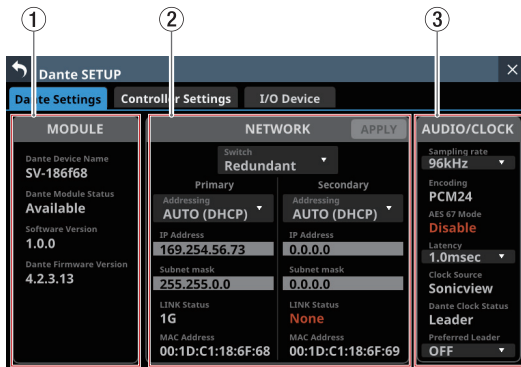 1 2 3
Dante SETUP
Dante Settings Controller Settings I/O Device
MODULE
Dante Device Name
SV-186f68
Dante Module Status
Available
Software Version
1.0.0
Dante Firmware Version
4.2.3.13
NETWORK APPLY
Switch
Redundant
Primary Secondary
Addressing Addressing
AUTO (DHCP) AUTO (DHCP)
IP Address IP Address
169.254.56.73 0.0.0.0
Subnet mask Subnet mask
255.255.0.0 0.0.0.0
LINK Status LINK Status
1G None
MAC Address MAC Address
00:1D:C1:18:6F:68 00:1D:C1:18:6F:69
AUDIO/CLOCK
Sampling rate
96kHz
Encoding
PCM24
AES 67 Mode
Disable
Latency
1.0msec
Clock Source
Sonicview
Dante Clock Status
Leader
Preferred Leader
OFF